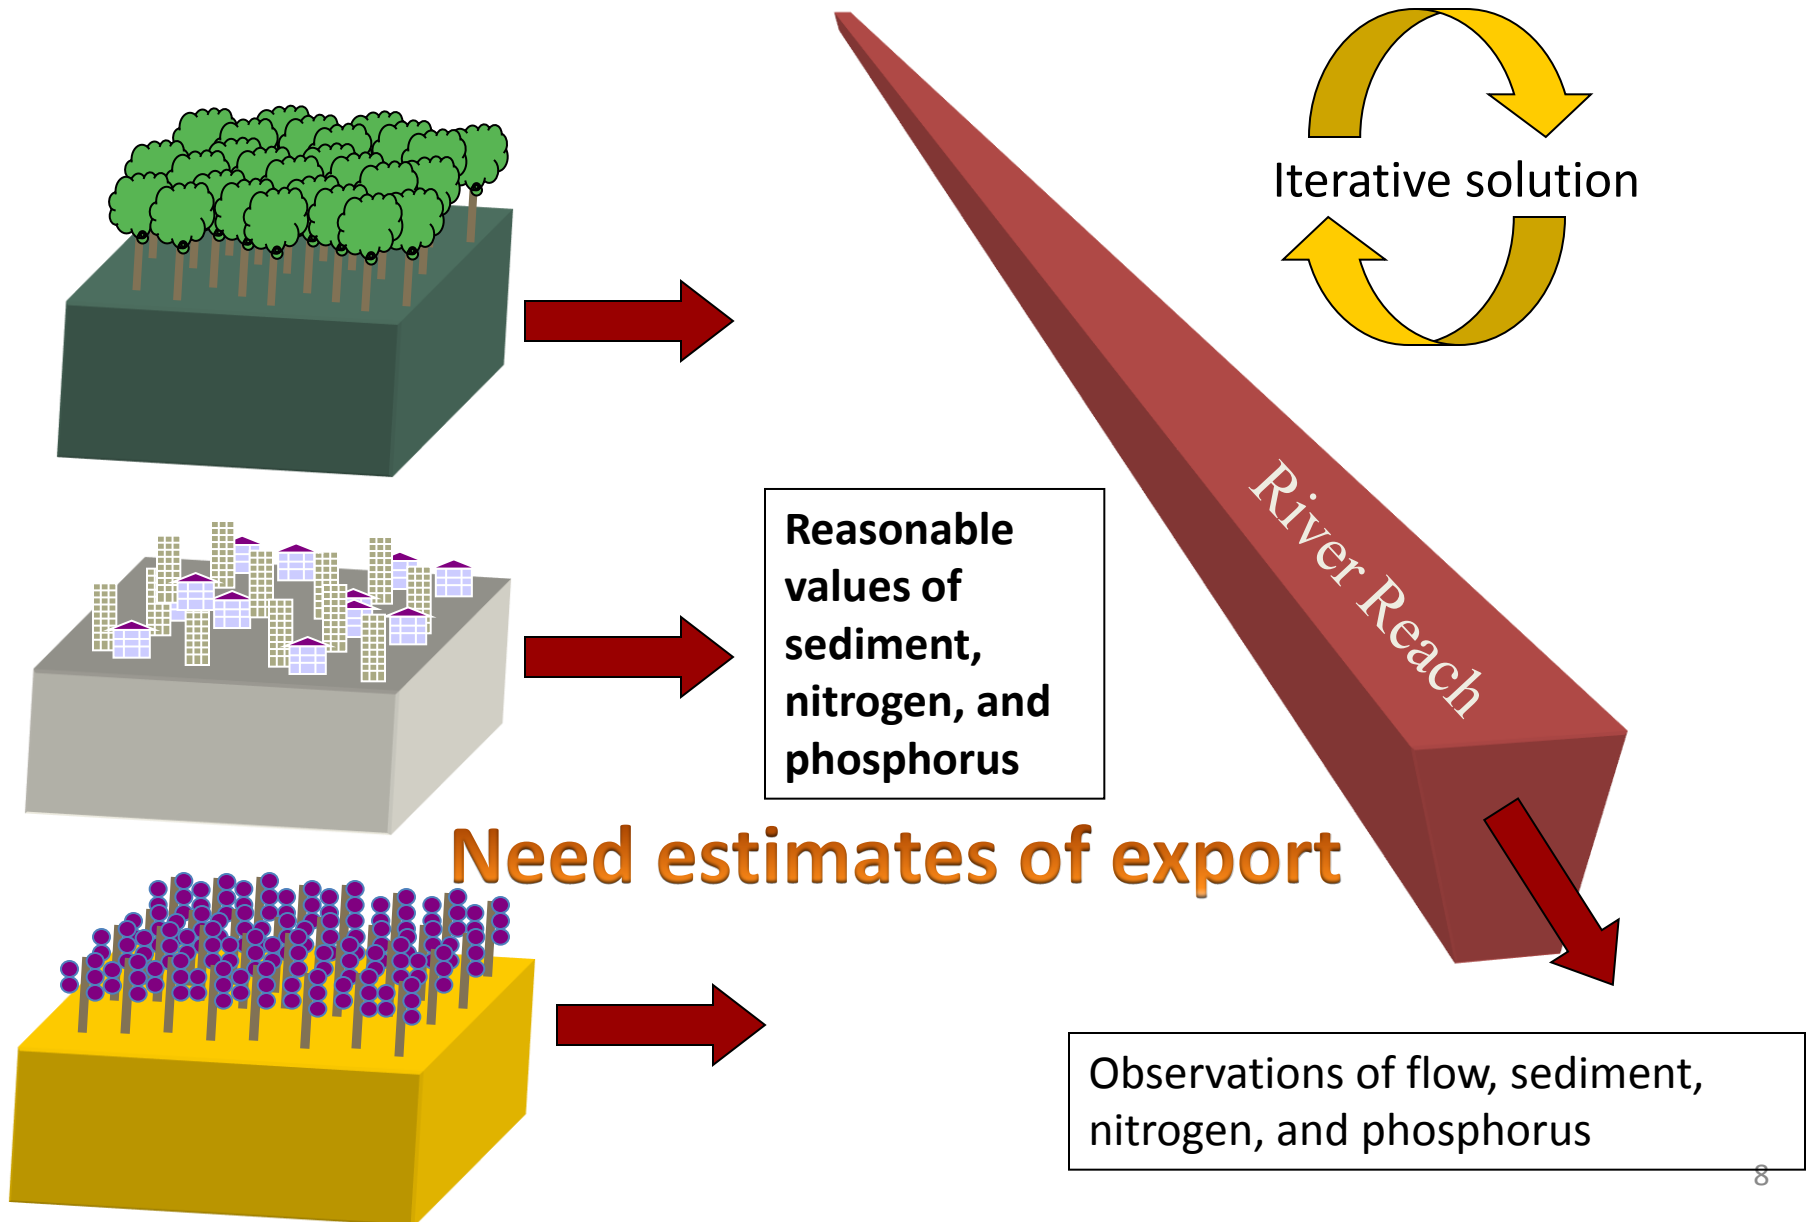 Iterative solution
River Reach
Reasonable
values of
sediment,
nitrogen, and
phosphorus
Need estimates of export
Observations of flow, sediment,
nitrogen, and phosphorus
8